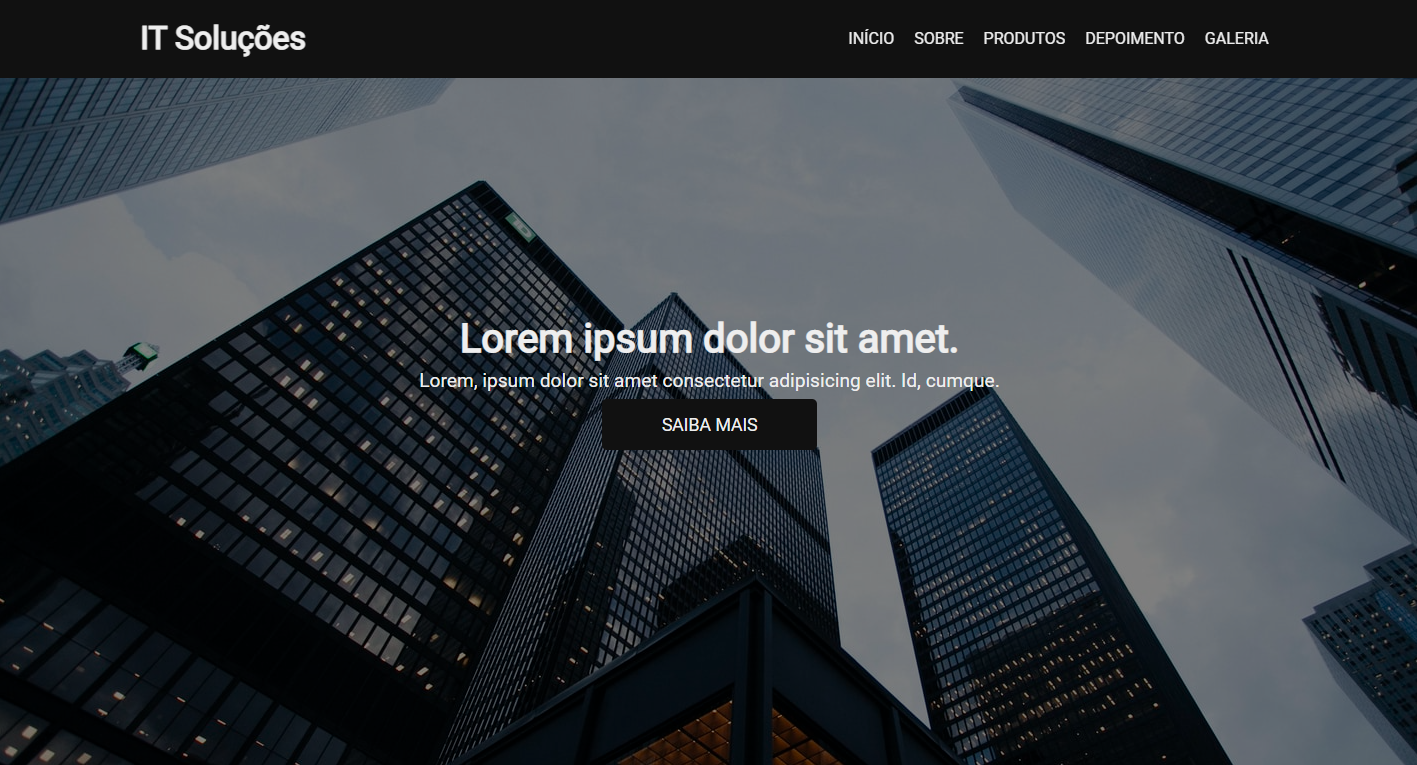 IT Soluções
INÍCIO SOBRE PRODUTOS DEPOIMENTO GALERIA
Lorem ipsum dolor sit amet.
Lorem, ipsum dolor sit amet consectetur adipisicing elit. Id, cumque.
SAIBA MAIS